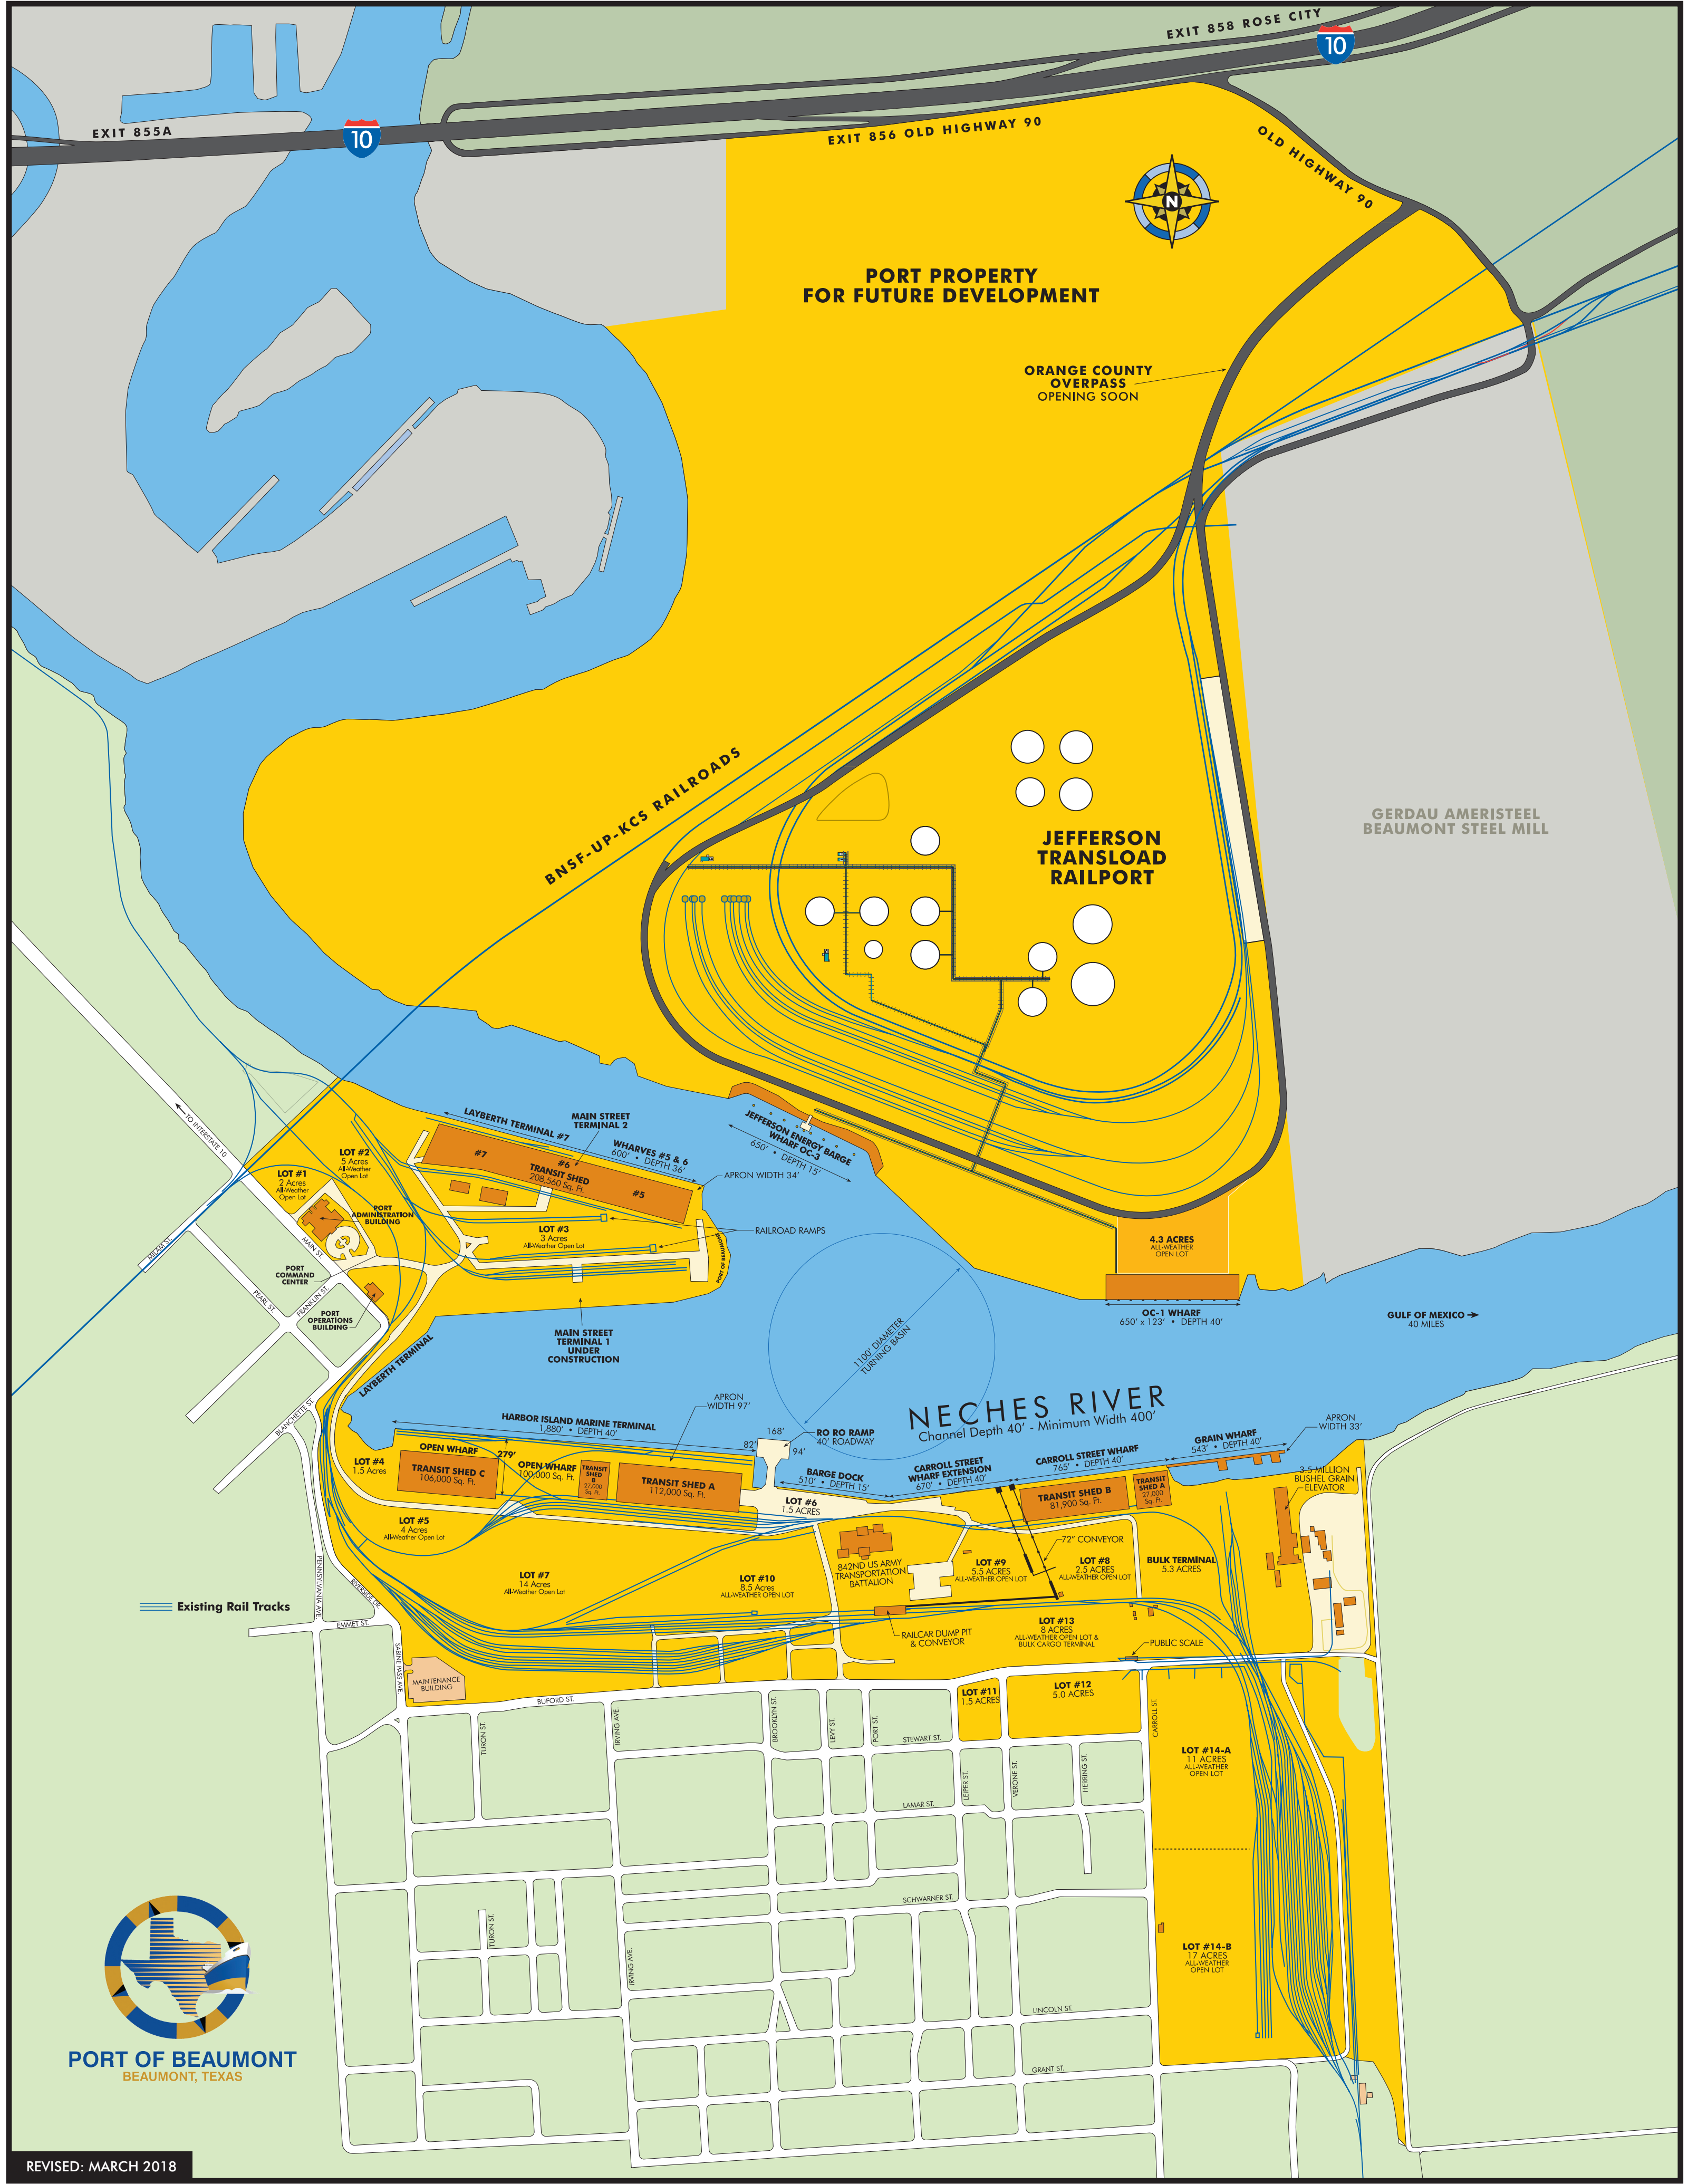 EXIT 858 ROSE CITY
10
EXIT 855A
10
EXIT 856 OLD HIGHWAY 90
OLD HIGHWAY 90
N
PORT PROPERTY
FOR FUTURE DEVELOPMENT
ORANGE COUNTY
OVERPASS
OPENING SOON
BNSF-UP-KCS RAILROADS
JEFFERSON
TRANSLOAD
RAILPORT
GERDAU AMERISTEEL
BEAUMONT STEEL MILL
TO INTERSTATE 10
LAYBERTH TERMINAL #7
MAIN STREET
TERMINAL 2
WHARVES #5 & 6
600' • DEPTH 36'
JEFFERSON ENERGY BARGE
WHARF OC-3
650' • DEPTH 15'
APRON WIDTH 34'
#7
#6
TRANSIT SHED
208,560 Sq. Ft.
#5
LOT #2
5 Acres
All-Weather
Open Lot
LOT #1
2 Acres
All-Weather
Open Lot
PORT
ADMINISTRATION
BUILDING
LOT #3
3 Acres
All-Weather Open Lot
RAILROAD RAMPS
PORT OF BEAUMONT
MILAM ST.
MAIN ST.
PORT
COMMAND
CENTER
PEARL ST.
FRANKLIN ST.
PORT
OPERATIONS
BUILDING
4.3 ACRES
ALL-WEATHER
OPEN LOT
OC-1 WHARF
650' x 123' • DEPTH 40'
GULF OF MEXICO
40 MILES
MAIN STREET
TERMINAL 1
UNDER
CONSTRUCTION
1100' DIAMETER
TURNING BASIN
LAYBERTH TERMINAL
BLANCHETTE ST.
NECHES RIVER
Channel Depth 40' - Minimum Width 400'
APRON
WIDTH 97'
HARBOR ISLAND MARINE TERMINAL
1,880' • DEPTH 40'
168'
82'
94'
RO RO RAMP
40' ROADWAY
APRON
WIDTH 33'
GRAIN WHARF
543' • DEPTH 40'
CARROLL STREET WHARF
765' • DEPTH 40'
CARROLL STREET
WHARF EXTENSION
670' • DEPTH 40'
BARGE DOCK
510' • DEPTH 15'
OPEN WHARF
279'
LOT #4
1.5 Acres
TRANSIT SHED C
106,000 Sq. Ft.
OPEN WHARF
100,000 Sq. Ft.
TRANSIT
SHED
B
27,000
Sq. Ft.
TRANSIT SHED A
112,000 Sq. Ft.
LOT #6
1.5 ACRES
TRANSIT SHED B
81,900 Sq. Ft.
TRANSIT
SHED A
27,000
Sq. Ft.
3.5 MILLION
BUSHEL GRAIN
ELEVATOR
LOT #5
4 Acres
All-Weather Open Lot
72" CONVEYOR
842ND US ARMY
TRANSPORTATION
BATTALION
LOT #9
5.5 ACRES
ALL-WEATHER OPEN LOT
LOT #8
2.5 ACRES
ALL-WEATHER OPEN LOT
BULK TERMINAL
5.3 ACRES
LOT #7
14 Acres
All-Weather Open Lot
LOT #10
8.5 Acres
ALL-WEATHER OPEN LOT
PENNSYLVANIA AVE
RIVERSIDE DR.
Existing Rail Tracks
EMMET ST.
RAILCAR DUMP PIT
& CONVEYOR
LOT #13
8 ACRES
ALL-WEATHER OPEN LOT &
BULK CARGO TERMINAL
PUBLIC SCALE
SABINE PASS AVE
MAINTENANCE
BUILDING
BUFORD ST.
LOT #11
1.5 ACRES
LOT #12
5.0 ACRES
TURON ST.
IRVING AVE.
BROOKLYN ST.
LEVY ST.
PORT ST.
STEWART ST.
CARROLL ST.
LEIPER ST.
VERONE ST.
HERRING ST.
LOT #14-A
11 ACRES
ALL-WEATHER
OPEN LOT
LAMAR ST.
SCHWARNER ST.
TURON ST.
IRVING AVE.
LOT #14-B
17 ACRES
ALL-WEATHER
OPEN LOT
LINCOLN ST.
GRANT ST.
PORT OF BEAUMONT
BEAUMONT, TEXAS
REVISED: MARCH 2018